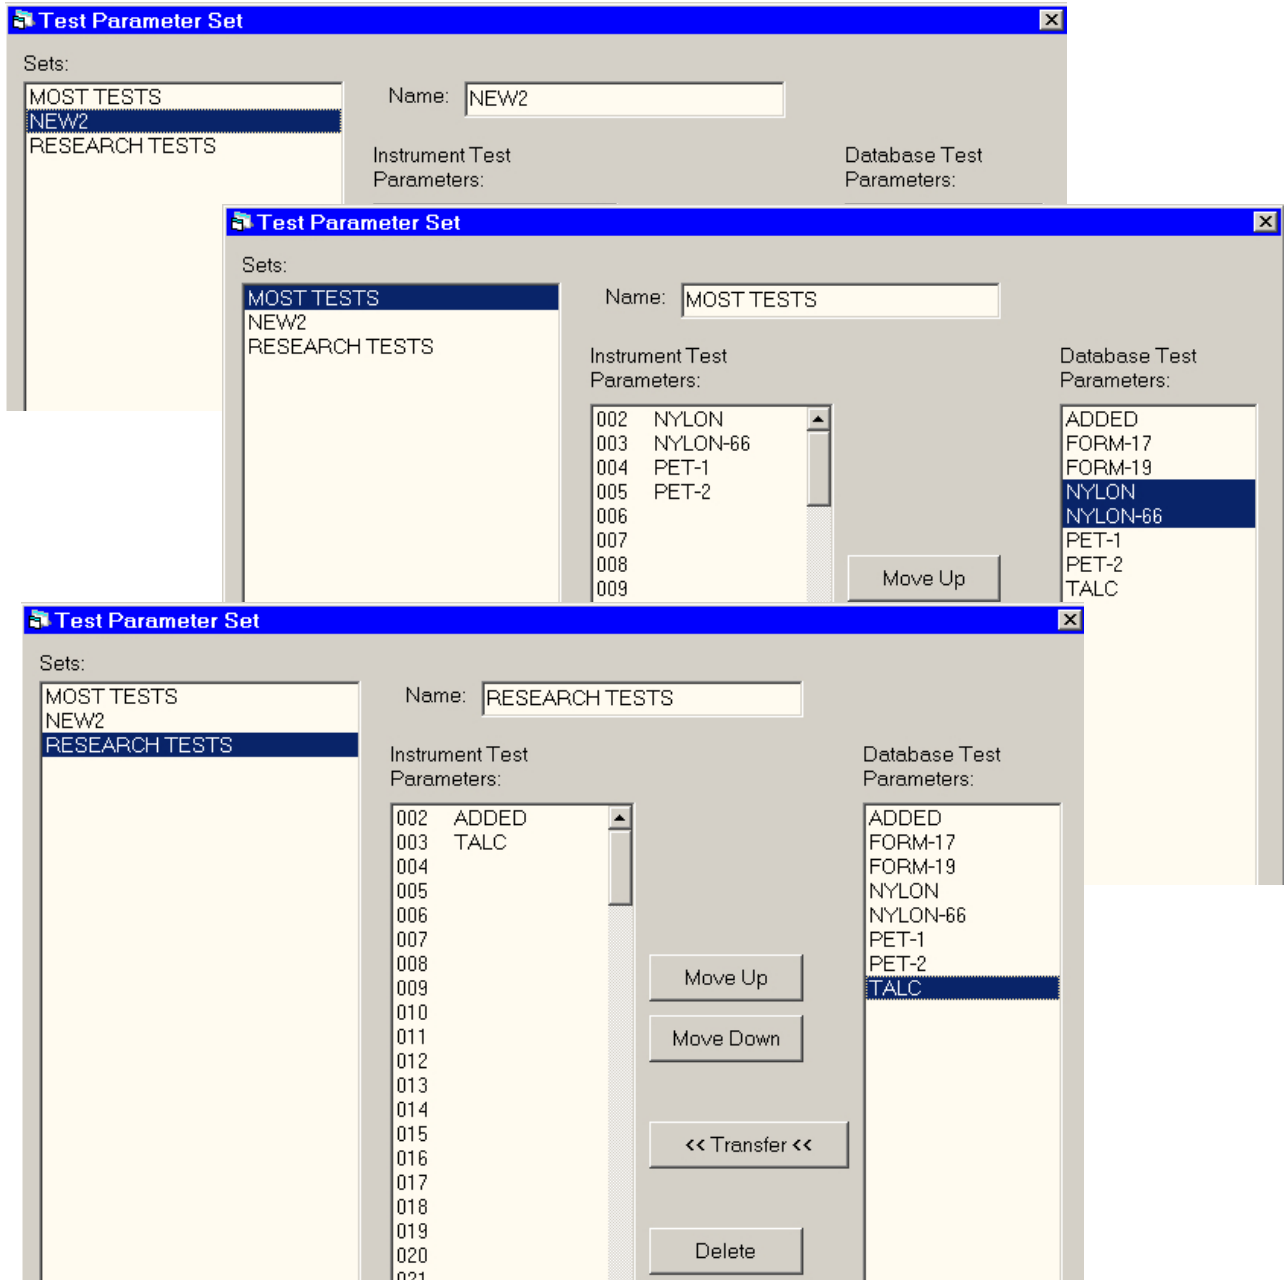 Test Parameter Set
Sets:
MOST TESTS
NEW2
RESEARCH TESTS
Name: NEW2
Instrument Test
Parameters:
Database Test
Parameters:
Test Parameter Set
Sets:
MOST TESTS
NEW2
RESEARCH TESTS
Name: MOST TESTS
Instrument Test
Parameters:
002 NYLON
003 NYLON-66
004 PET-1
005 PET-2
006
007
008
009
Move Up
Database Test
Parameters:
ADDED
FORM-17
FORM-19
NYLON
NYLON-66
PET-1
PET-2
TALC
Test Parameter Set
Sets:
MOST TESTS
NEW2
RESEARCH TESTS
Name: RESEARCH TESTS
Instrument Test
Parameters:
002 ADDED
003 TALC
004
005
006
007
008
009
010
011
012
013
014
015
016
017
018
019
020
021
Move Up
Move Down
<< Transfer <<
Delete
Database Test
Parameters:
ADDED
FORM-17
FORM-19
NYLON
NYLON-66
PET-1
PET-2
TALC